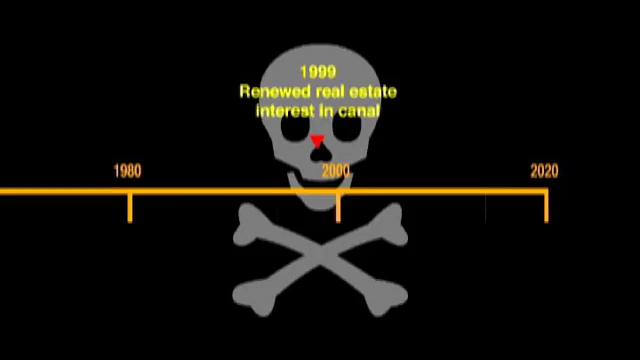 1999
Renewed real estate
interest in canal
1980 2000 2020